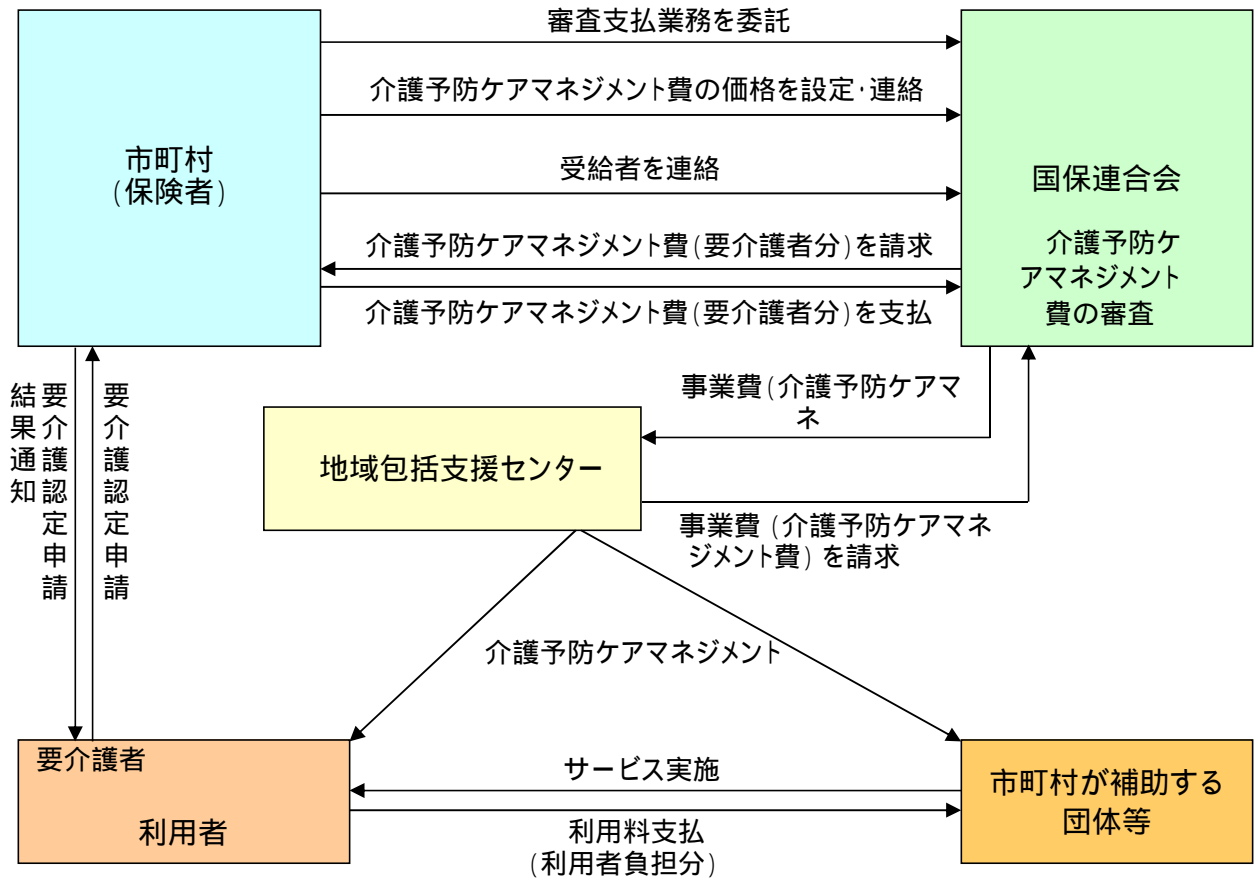 審査支払業務を委託
介護予防ケアマネジメント費の価格を設定･連絡
市町村
(保険者)
受給者を連絡
国保連合会
介護予防ケ
アマネジメント
費の審査
介護予防ケアマネジメント費(要介護者分)を請求
介護予防ケアマネジメント費(要介護者分)を支払
要介護認定申請
結果通知
要介護認定申請
事業費(介護予防ケアマ
ネ
地域包括支援センター
事業費 (介護予防ケアマネ
ジメント費) を請求
介護予防ケアマネジメント
要介護者
利用者
サービス実施
利用料支払
(利用者負担分)
市町村が補助する
団体等